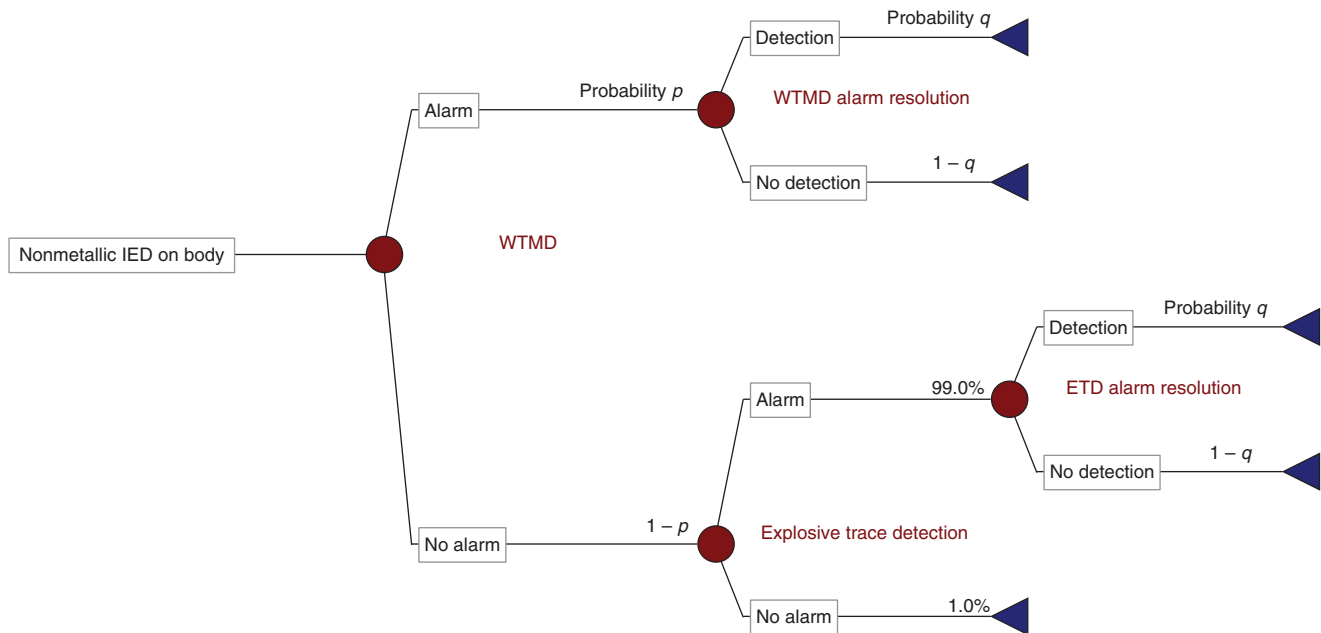 Probability q
Detection
WTMD alarm resolution
Probability p
Alarm
1 – q
No detection
Nonmetallic IED on body
WTMD
Probability q
Detection
ETD alarm resolution
99.0%
Alarm
1 – q
No detection
1 – p
No alarm
Explosive trace detection
1.0%
No alarm